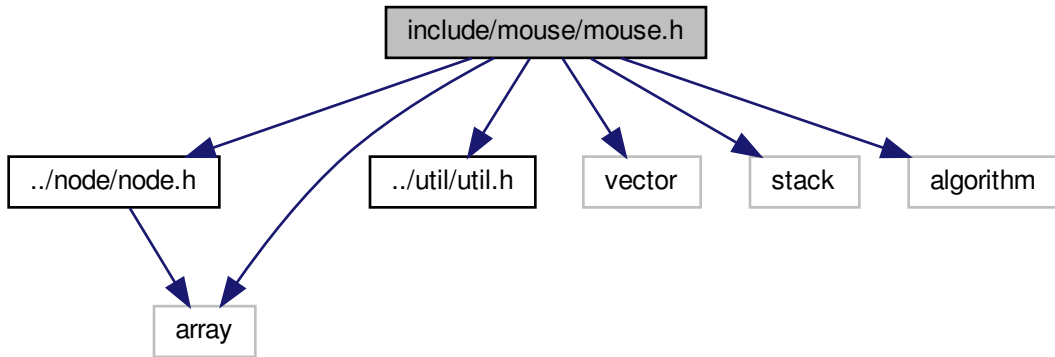 include/mouse/mouse.h
../node/node.h
../util/util.h
vector
stack
algorithm
array